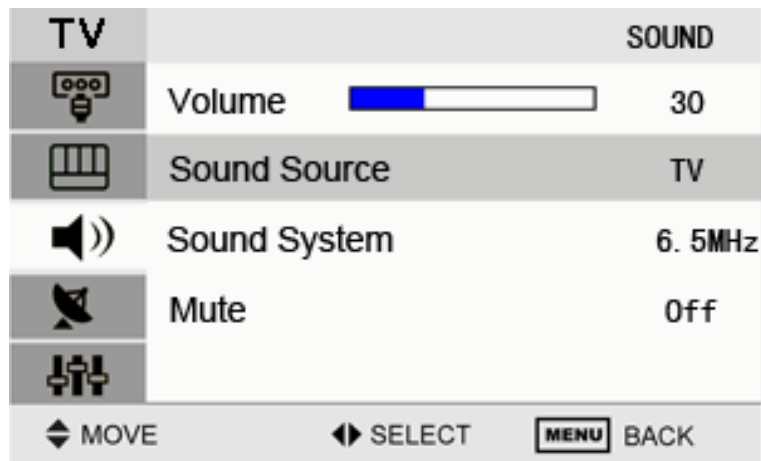 TV SOUND
Volume 30
Sound Source TV
Sound System 6.5MHz
Mute Off
MOVE SELECT MENU BACK